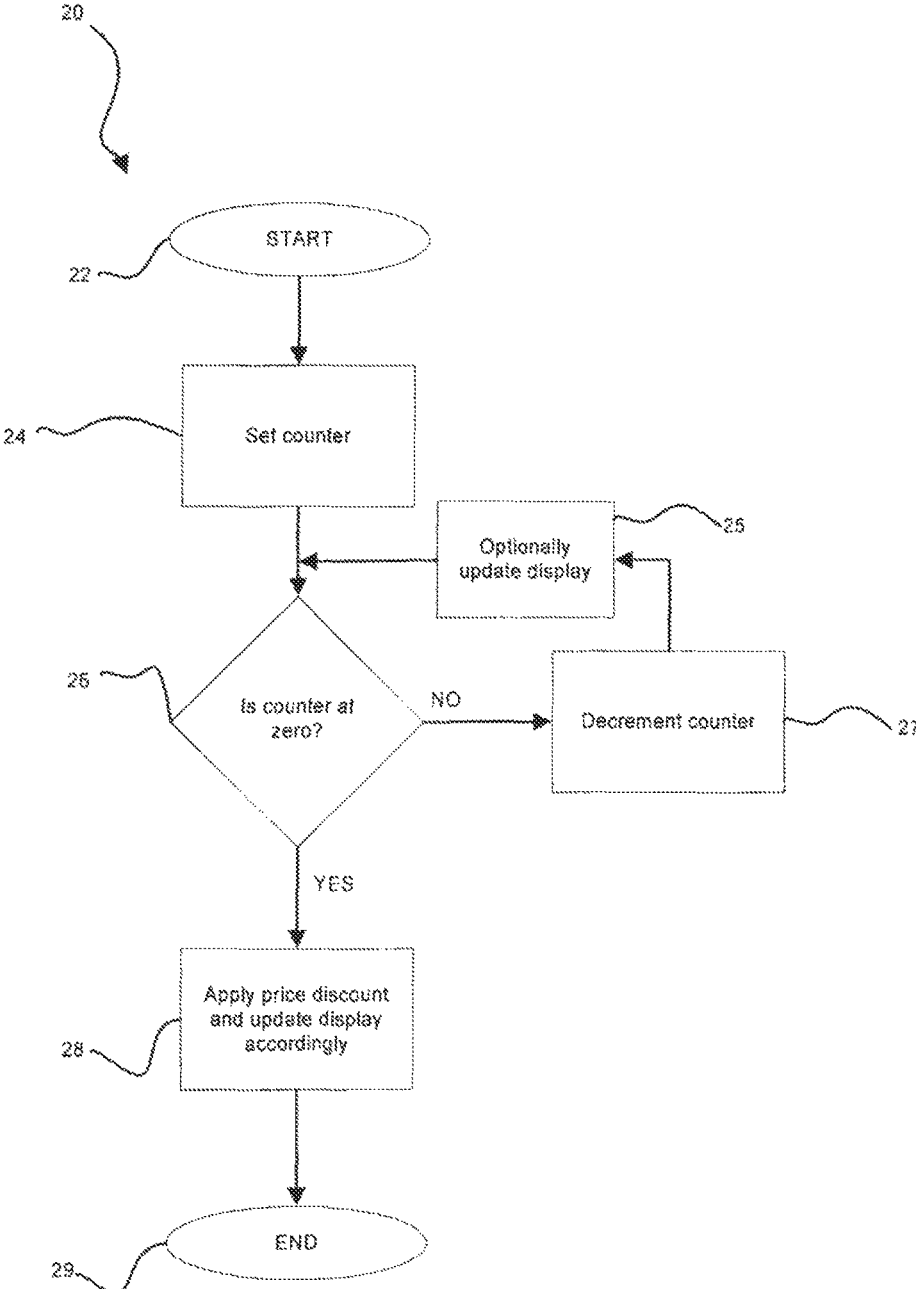 20
START
22
Set counter
24
Optionally
update display
25
Is counter at
zero?
26
NO
Decrement counter
27
YES
Apply price discount
and update display
accordingly
28
END
29